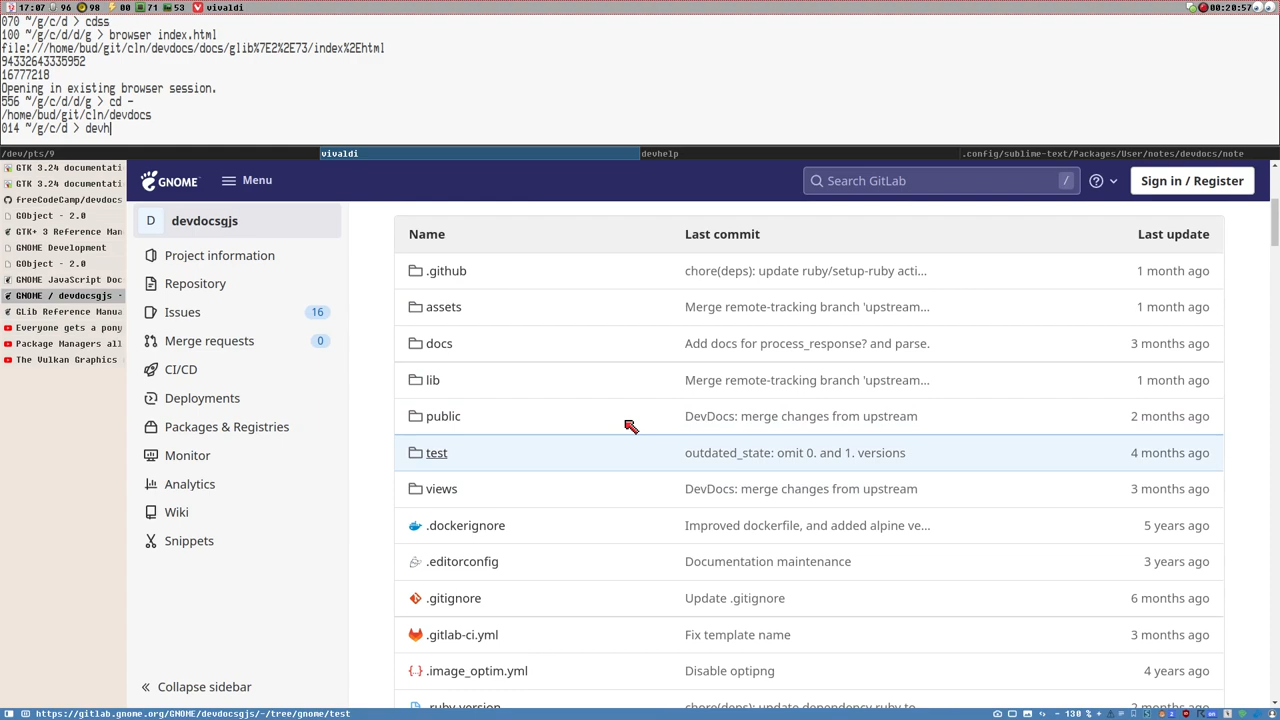 17:07 96 98 00 71 53 vivaldi 00:20:57
070 ~/g/c/d > cdss
100 ~/g/c/d/d/g > browser index.html
file:///home/bud/git/cln/devdocs/docs/glib%7E2%2E73/index%2Ehtml
94332643335952
16777218
Opening in existing browser session.
556 ~/g/c/d/d/g > cd -
/home/bud/git/cln/devdocs
014 ~/g/c/d > devh
/dev/pts/9 vivaldi devhelp .config/sublime-text/Packages/User/notes/devdocs/note
GTK 3.24 documentati
GTK 3.24 documentati
freeCodeCamp/devdocs
GObject - 2.0
GTK+ 3 Reference Man
GNOME Development
GObject - 2.0
GNOME JavaScript Doc
GNOME / devdocsgjs -
GLib Reference Manua
Everyone gets a pony
Package Managers all
The Vulkan Graphics
GNOME Menu Search GitLab / Sign in / Register
D devdocsgjs
Project information
Repository
Issues 16
Merge requests 0
CI/CD
Deployments
Packages & Registries
Monitor
Analytics
Wiki
Snippets
Collapse sidebar
Name Last commit Last update
.github chore(deps): update ruby/setup-ruby acti... 1 month ago
assets Merge remote-tracking branch 'upstream... 1 month ago
docs Add docs for process_response? and parse. 3 months ago
lib Merge remote-tracking branch 'upstream... 1 month ago
public DevDocs: merge changes from upstream 2 months ago
test outdated_state: omit 0. and 1. versions 4 months ago
views DevDocs: merge changes from upstream 3 months ago
.dockerignore Improved dockerfile, and added alpine ve... 5 years ago
.editorconfig Documentation maintenance 3 years ago
.gitignore Update .gitignore 6 months ago
.gitlab-ci.yml Fix template name 3 months ago
.image_optim.yml Disable optipng 4 years ago
.ruby-version chore(deps): update dependency ruby to 2 months ago
https://gitlab.gnome.org/GNOME/devdocsgjs/-/tree/gnome/test - 130 % +